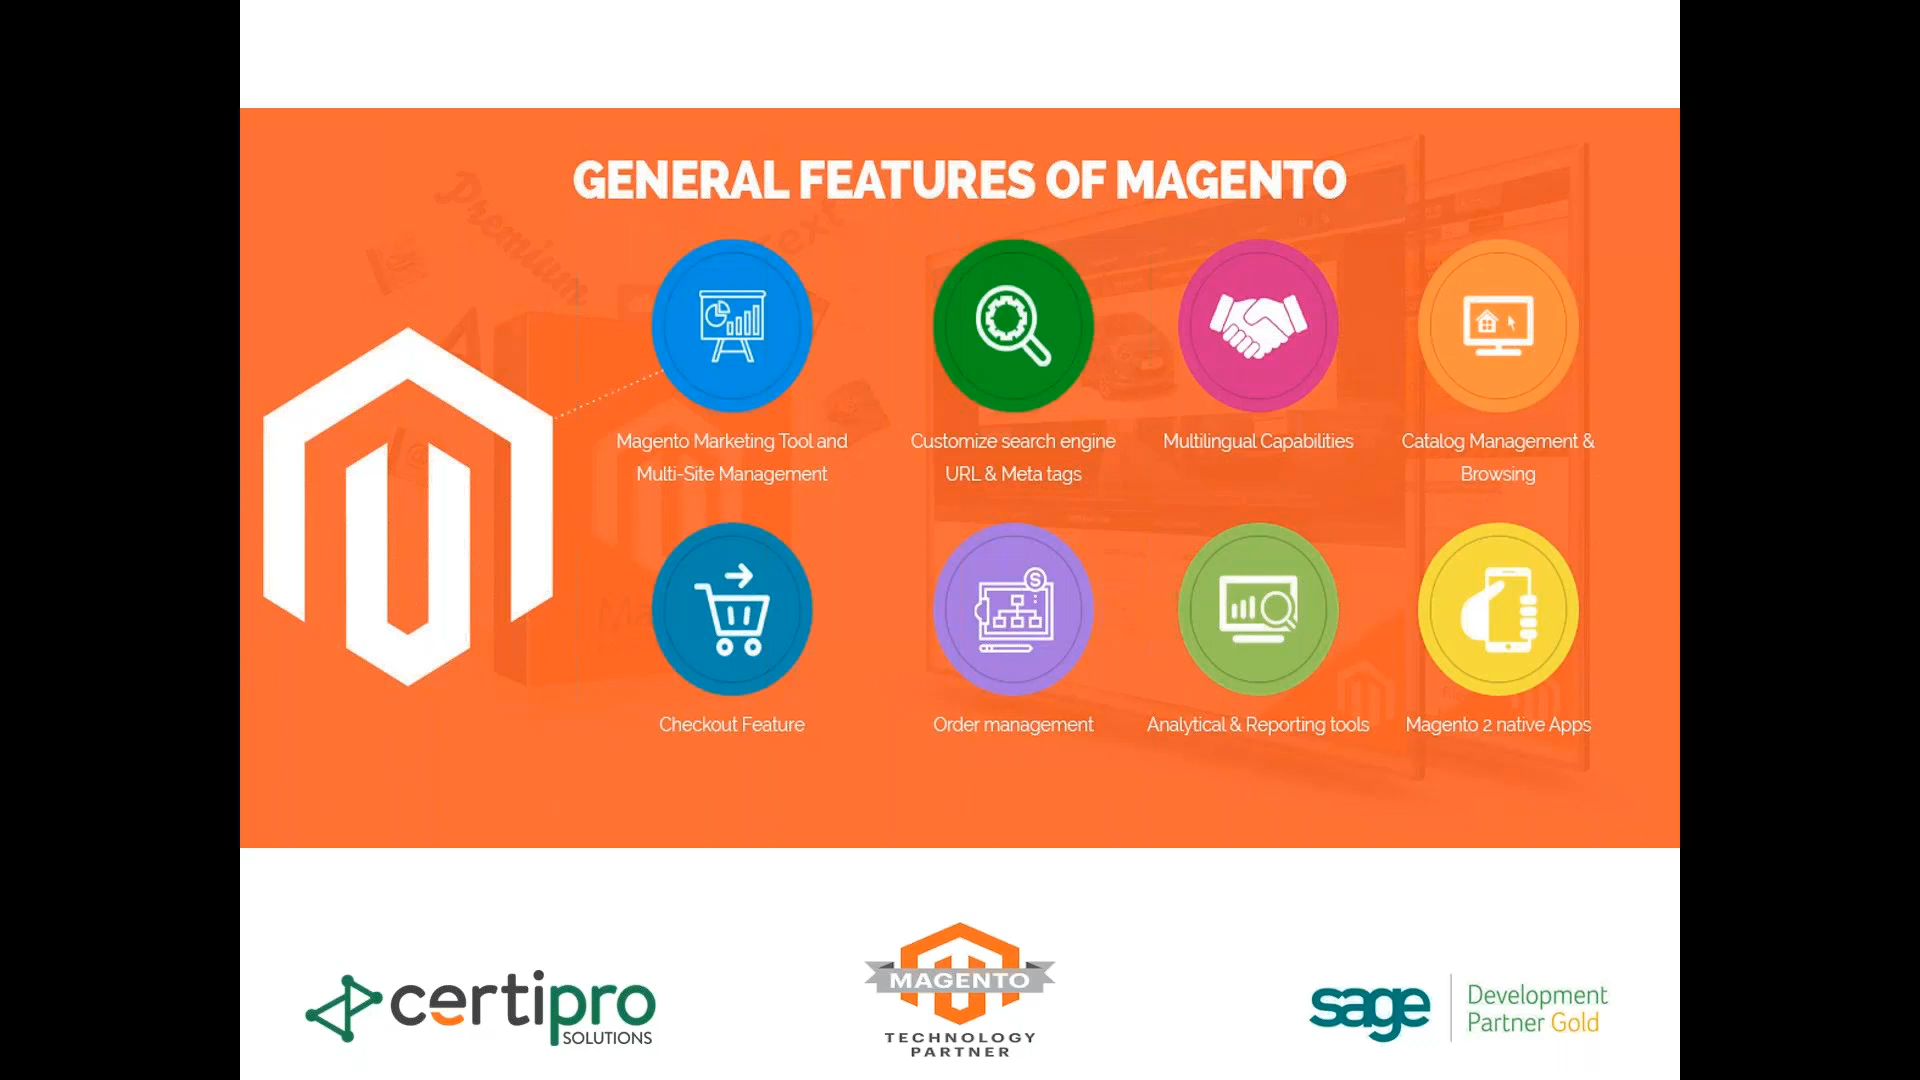 GENERAL FEATURES OF MAGENTO
Premium
ext
Magento Marketing Tool and
Multi-Site Management
Customize search engine
URL & Meta tags
Multilingual Capabilities
Catalog Management &
Browsing
Checkout Feature
Order management
Analytical & Reporting tools
Magento 2 native Apps
certipro
SOLUTIONS
MAGENTO
TECHNOLOGY
PARTNER
sage
Development
Partner Gold